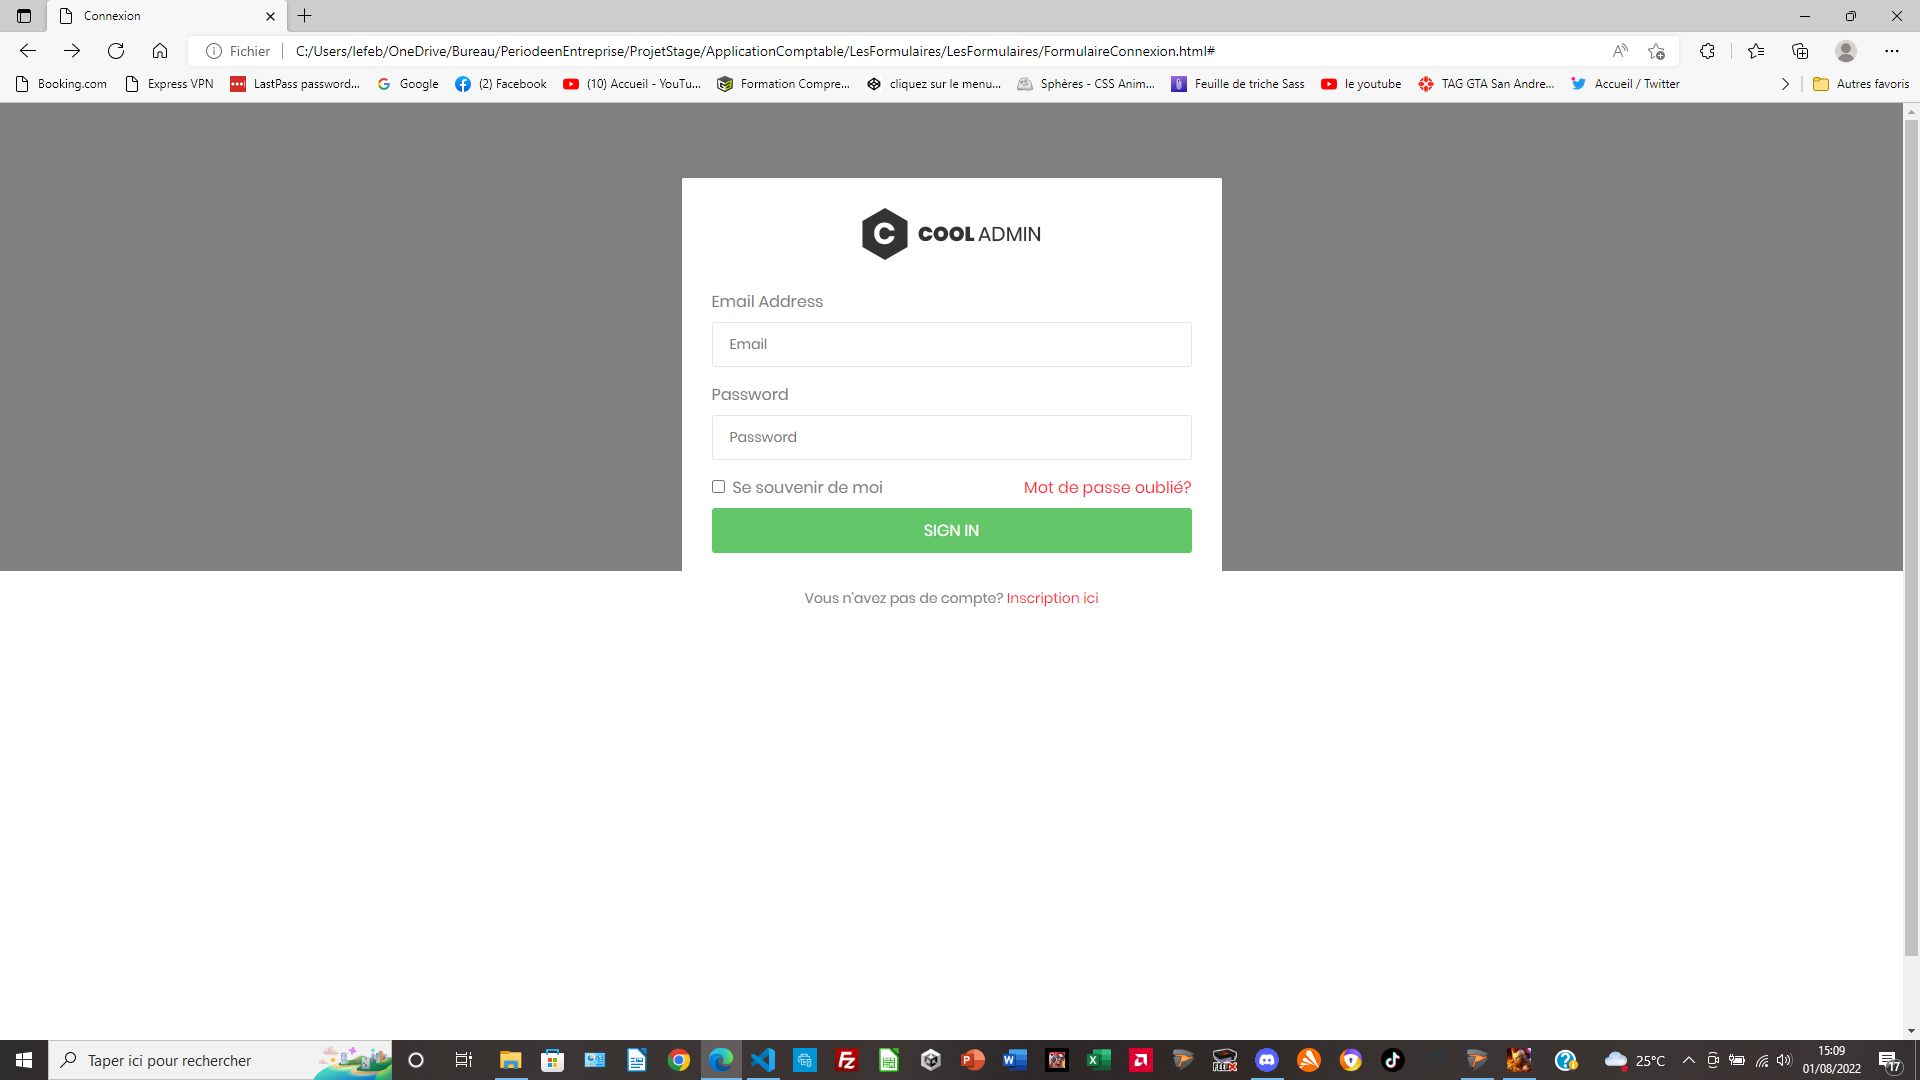 Connexion
Fichier
C:/Users/lefeb/OneDrive/Bureau/PeriodeenEntreprise/ProjetStage/ApplicationComptable/LesFormulaires/LesFormulaires/FormulaireConnexion.html#
Booking.com Express VPN LastPass password... Google (2) Facebook (10) Accueil - YouTu... Formation Compre... cliquez sur le menu... Sphères - CSS Anim... Feuille de triche Sass le youtube TAG GTA San Andre... Accueil / Twitter Autres favoris
C COOL ADMIN
Email Address
Email
Password
Password
Se souvenir de moi Mot de passe oublié?
SIGN IN
Vous n'avez pas de compte? Inscription ici
Taper ici pour rechercher
25°C
15:09
01/08/2022
17